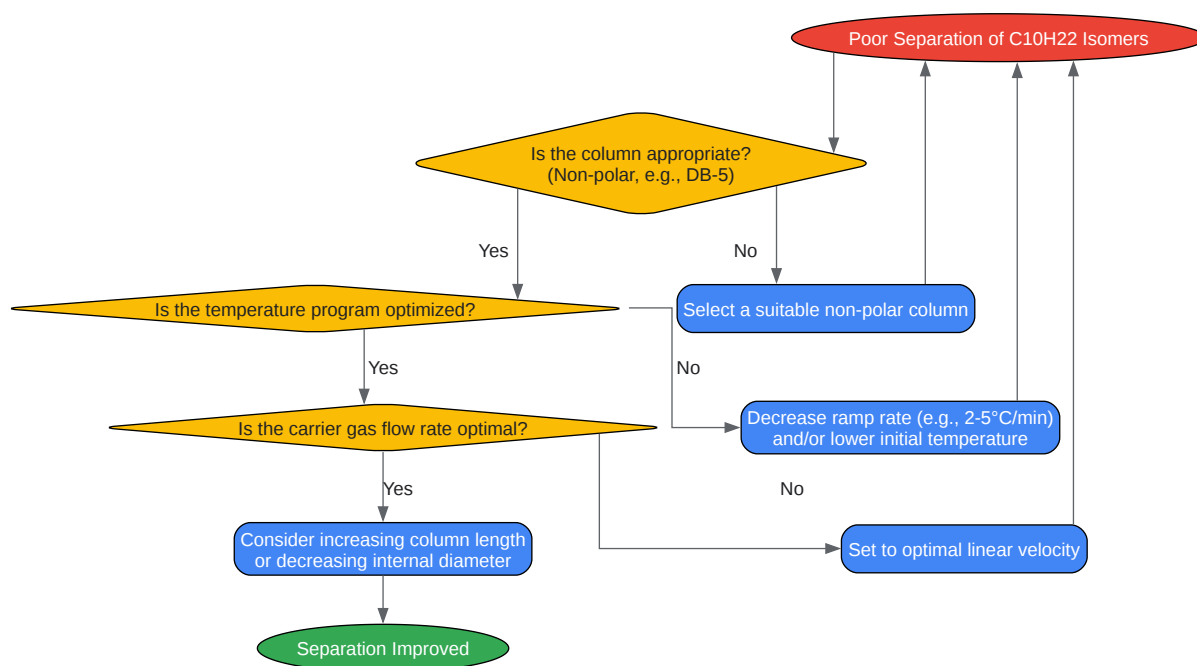 Poor Separation of C10H22 Isomers
Is the column appropriate?
(Non-polar, e.g., DB-5)
Yes
No
Is the temperature program optimized?
Select a suitable non-polar column
Yes
No
Decrease ramp rate (e.g., 2-5°C/min)
and/or lower initial temperature
Is the carrier gas flow rate optimal?
Yes
No
Consider increasing column length
or decreasing internal diameter
Set to optimal linear velocity
Separation Improved